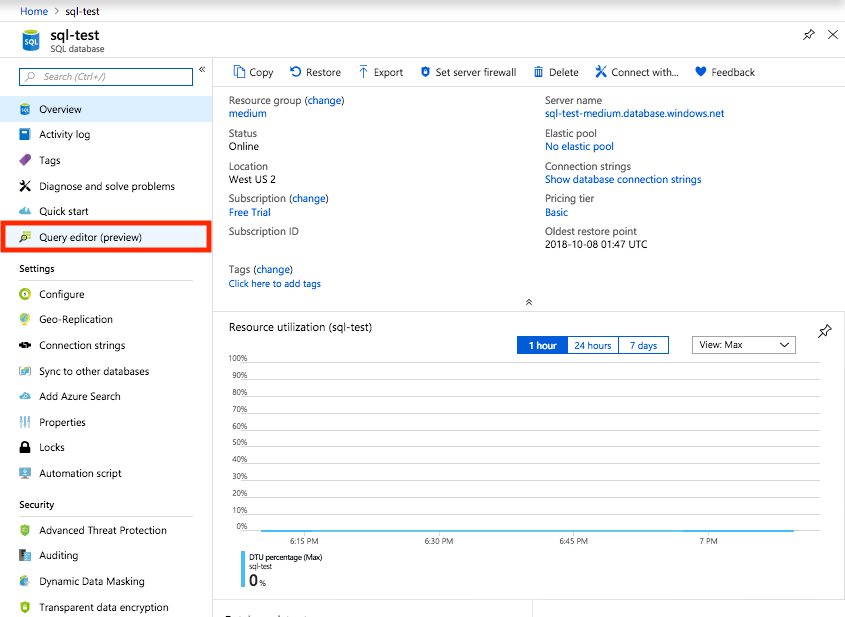 Home > sql-test
sql-test
SQL database
Search (Ctrl+/)
«
Overview
Activity log
Tags
Diagnose and solve problems
Quick start
Query editor (preview)
Settings
Configure
Geo-Replication
Connection strings
Sync to other databases
Add Azure Search
Properties
Locks
Automation script
Security
Advanced Threat Protection
Auditing
Dynamic Data Masking
Transparent data encryption
Copy Restore Export Set server firewall Delete Connect with... Feedback
Resource group (change)
medium
Status
Online
Location
West US 2
Subscription (change)
Free Trial
Subscription ID
Tags (change)
Click here to add tags
Server name
sql-test-medium.database.windows.net
Elastic pool
No elastic pool
Connection strings
Show database connection strings
Pricing tier
Basic
Oldest restore point
2018-10-08 01:47 UTC
Resource utilization (sql-test)
1 hour 24 hours 7 days View: Max
100%
90%
80%
70%
60%
50%
40%
30%
20%
10%
0%
6:15 PM 6:30 PM 6:45 PM 7 PM
DTU percentage (Max)
sql-test
0 %